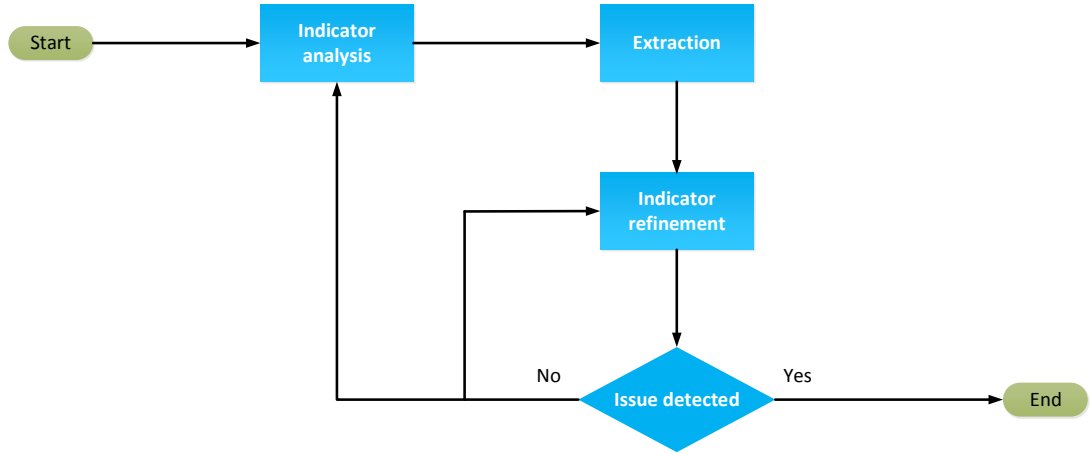 Start
Indicator
analysis
Extraction
Indicator
refinement
No
Issue detected
Yes
End